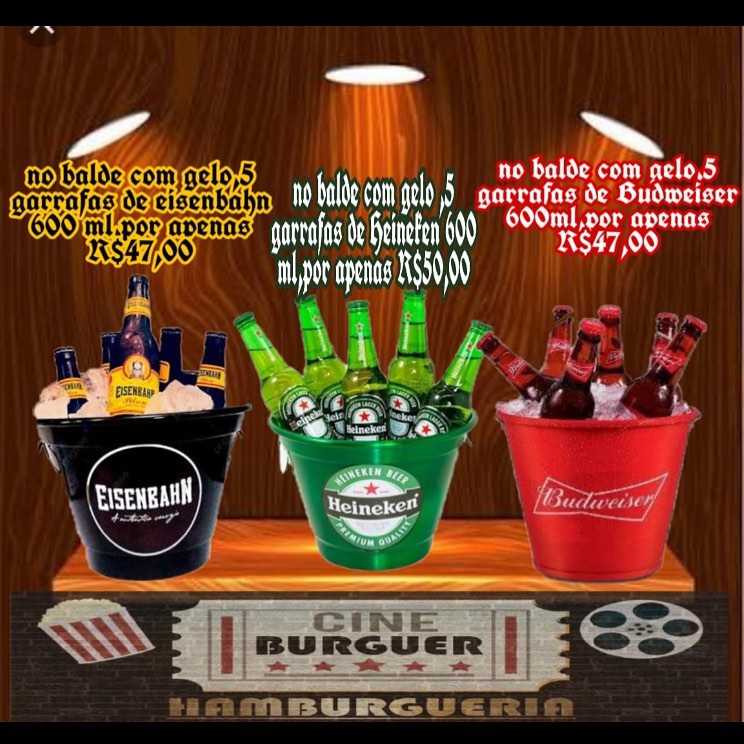 no balde com gelo,5
garrafas de eisenbahn
600 ml,por apenas
R$47,00
no balde com gelo ,5
garrafas de Heineken 600
ml,por apenas R$50,00
no balde com gelo,5
garrafas de Budweiser
600ml,por apenas
R$47,00
EISENBAHN
EISENBAHN
Heineken
EISENBAHN
HEINEKEN BEER
Heineken
PREMIUM QUALITY
Budweiser
CINE
BURGUER
HAMBURGUERIA